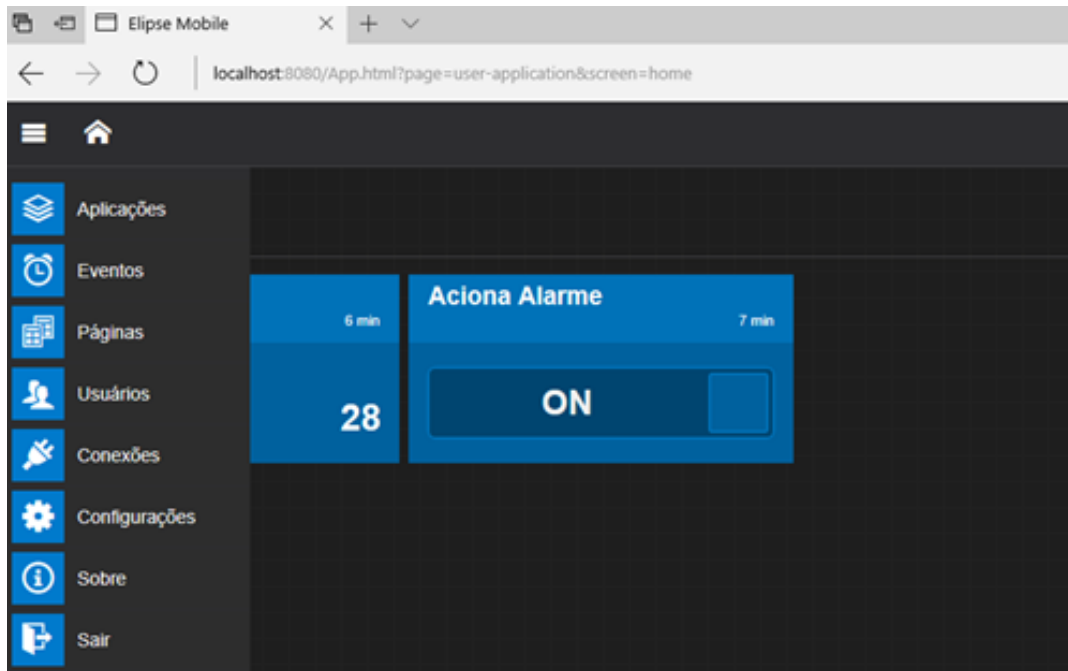 Elipse Mobile
localhost:8080/App.html?page=user-application&screen=home
Aplicações
Eventos
Páginas
Usuários
Conexões
Configurações
Sobre
Sair
6 min
28
Aciona Alarme
7 min
ON